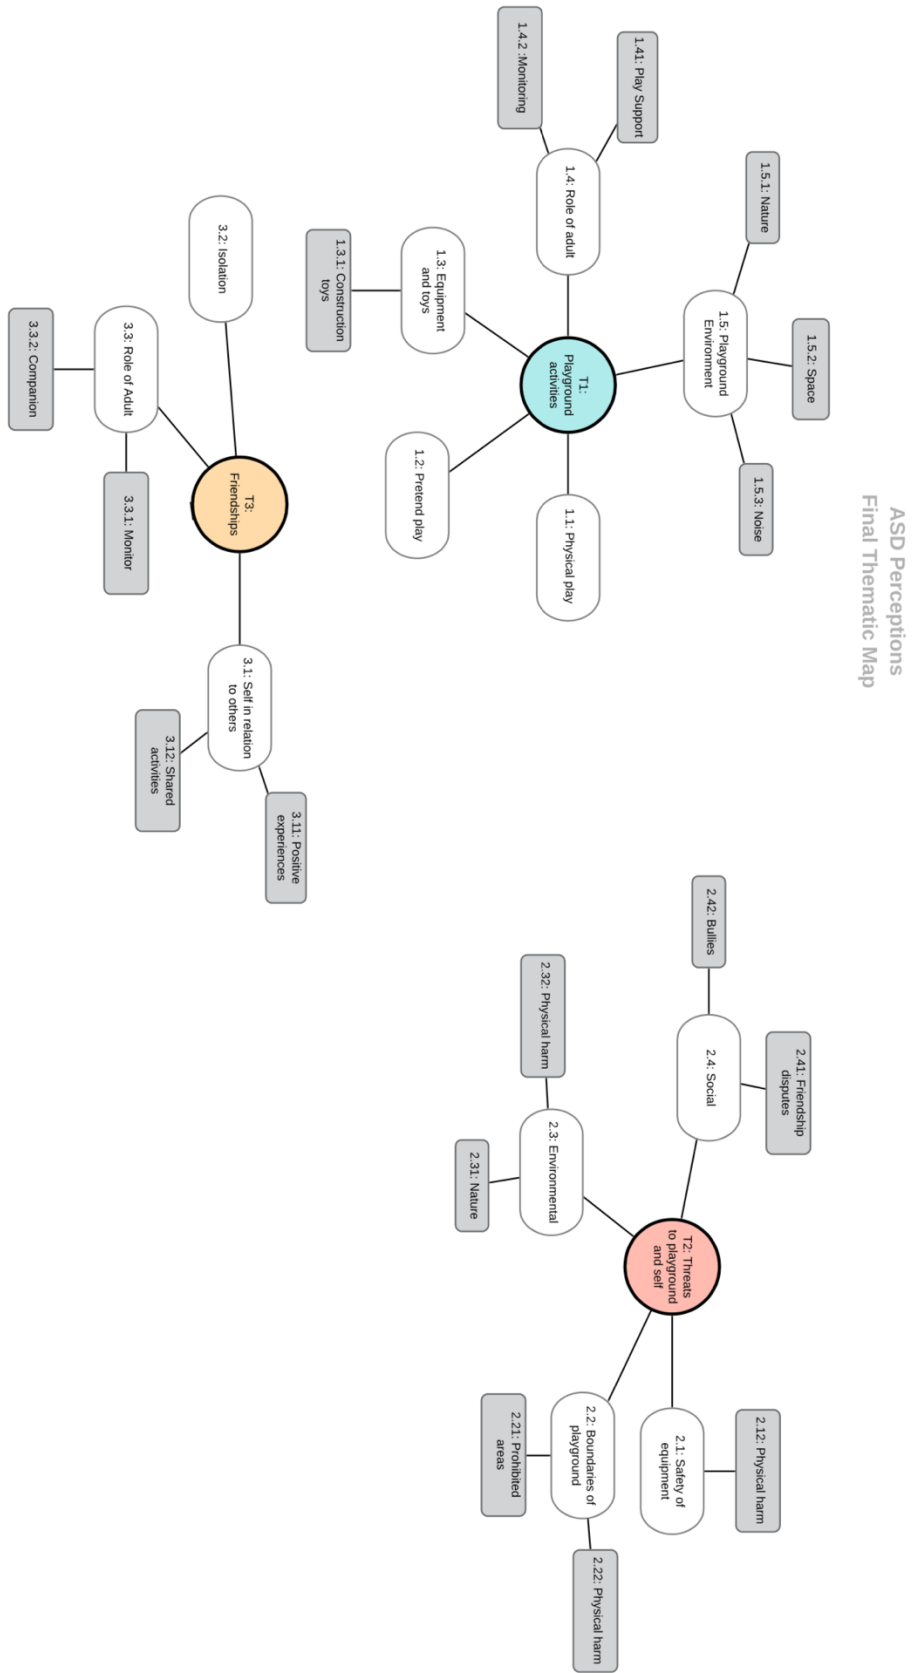 ASD Perceptions
Final Thematic Map
1.5.1: Nature
1.5.2: Space
1.5.3: Noise
1.5: Playground
Environment
1.41: Play Support
1.4.2 :Monitoring
1.4: Role of adult
T1:
Playground
activities
1.1: Physical play
1.3: Equipment
and toys
1.2: Pretend play
1.3.1: Construction
toys
2.41: Friendship
disputes
2.42: Bullies
2.4: Social
2.12: Physical harm
T2: Threats
to playground
and self
2.1: Safety of
equipment
2.32: Physical harm
2.3: Environmental
2.31: Nature
2.2: Boundaries of
playground
2.22: Physical harm
2.21: Prohibited
areas
3.2: Isolation
T3:
Friendships
3.1: Self in relation
to others
3.11: Positive
experiences
3.12: Shared
activities
3.3: Role of Adult
3.3.1: Monitor
3.3.2: Companion